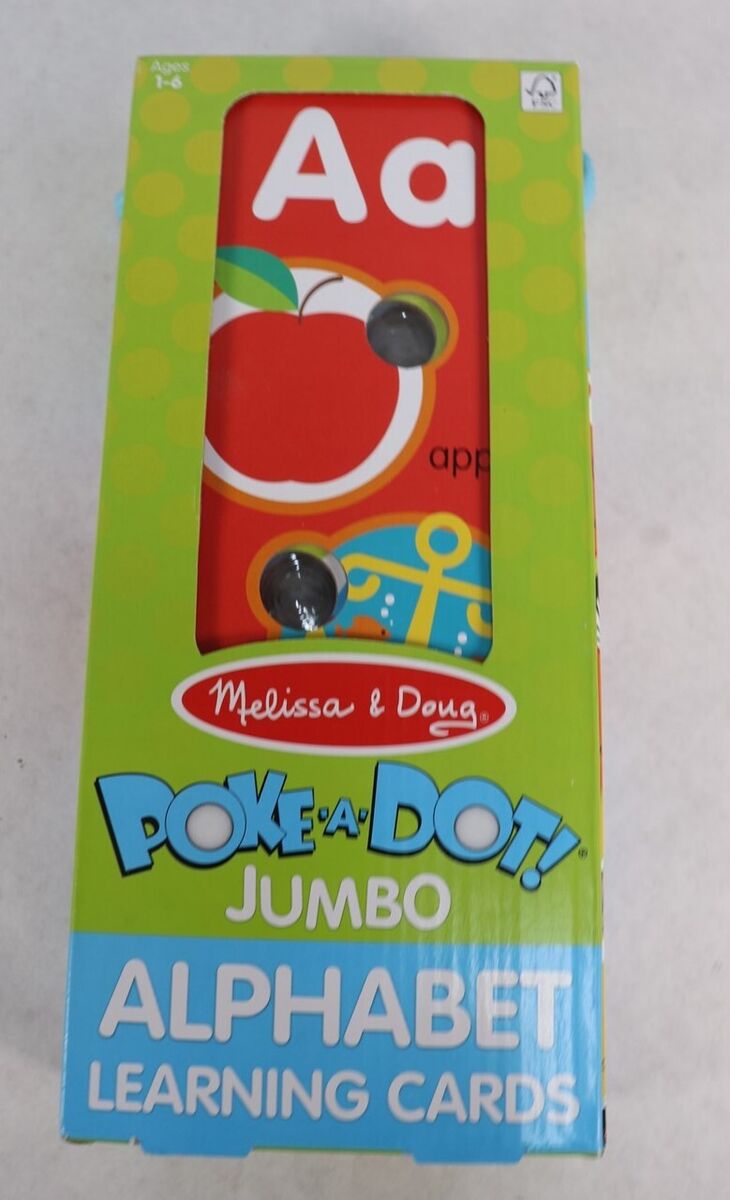 Ages
1-6
Aa
app
Melissa & Doug®
POKE·A·DOT!®
JUMBO
ALPHABET
LEARNING CARDS